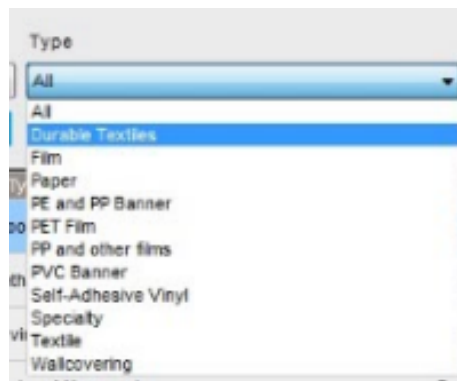 Type
All
All
Durable Textiles
Film
Paper
PE and PP Banner
PET Film
PP and other films
PVC Banner
Self-Adhesive Vinyl
Specialty
Textile
Wallcovering